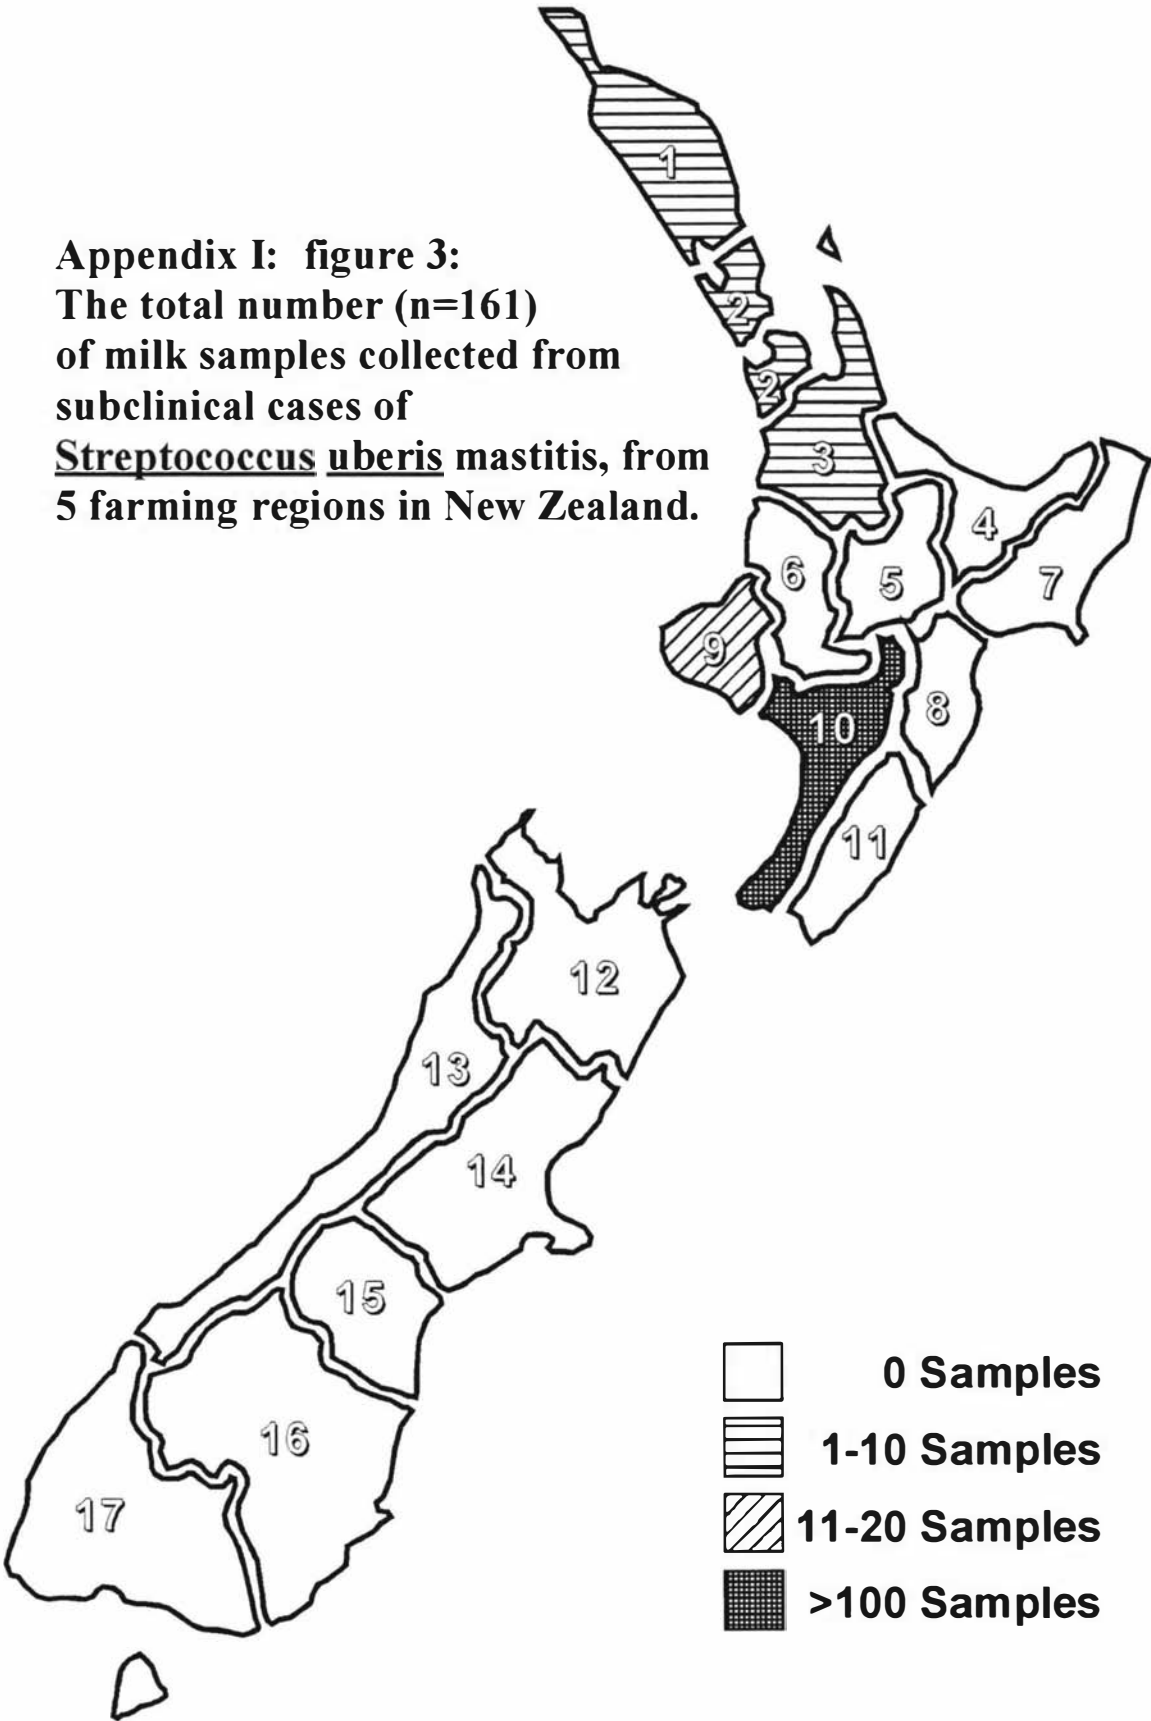 Appendix I: figure 3:
The total number (n=161)
of milk samples collected from
subclinical cases of
Streptococcus uberis mastitis, from
5 farming regions in New Zealand.
1
2
2
3
4
5
6
7
8
9
10
11
12
13
14
15
16
17
0 Samples
1-10 Samples
11-20 Samples
>100 Samples